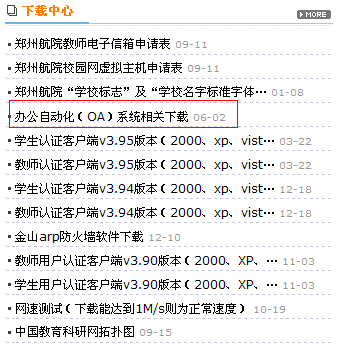 下载中心 MORE
郑州航院教师电子信箱申请表 09-11
郑州航院校园网虚拟主机申请表 09-11
郑州航院“学校标志”及“学校名字标准字体… 01-08
办公自动化（OA）系统相关下载 06-02
学生认证客户端v3.95版本（2000、xp、vist… 03-22
教师认证客户端v3.95版本（2000、xp、vist… 03-22
学生认证客户端v3.94版本（2000、xp、vist… 12-18
教师认证客户端v3.94版本（2000、xp、vist… 12-18
金山arp防火墙软件下载 12-10
教师用户认证客户端v3.90版本（2000、XP、… 11-03
学生用户认证客户端v3.90版本（2000、XP、… 11-03
网速测试（下载能达到1M/s则为正常速度） 10-19
中国教育科研网拓扑图 09-15